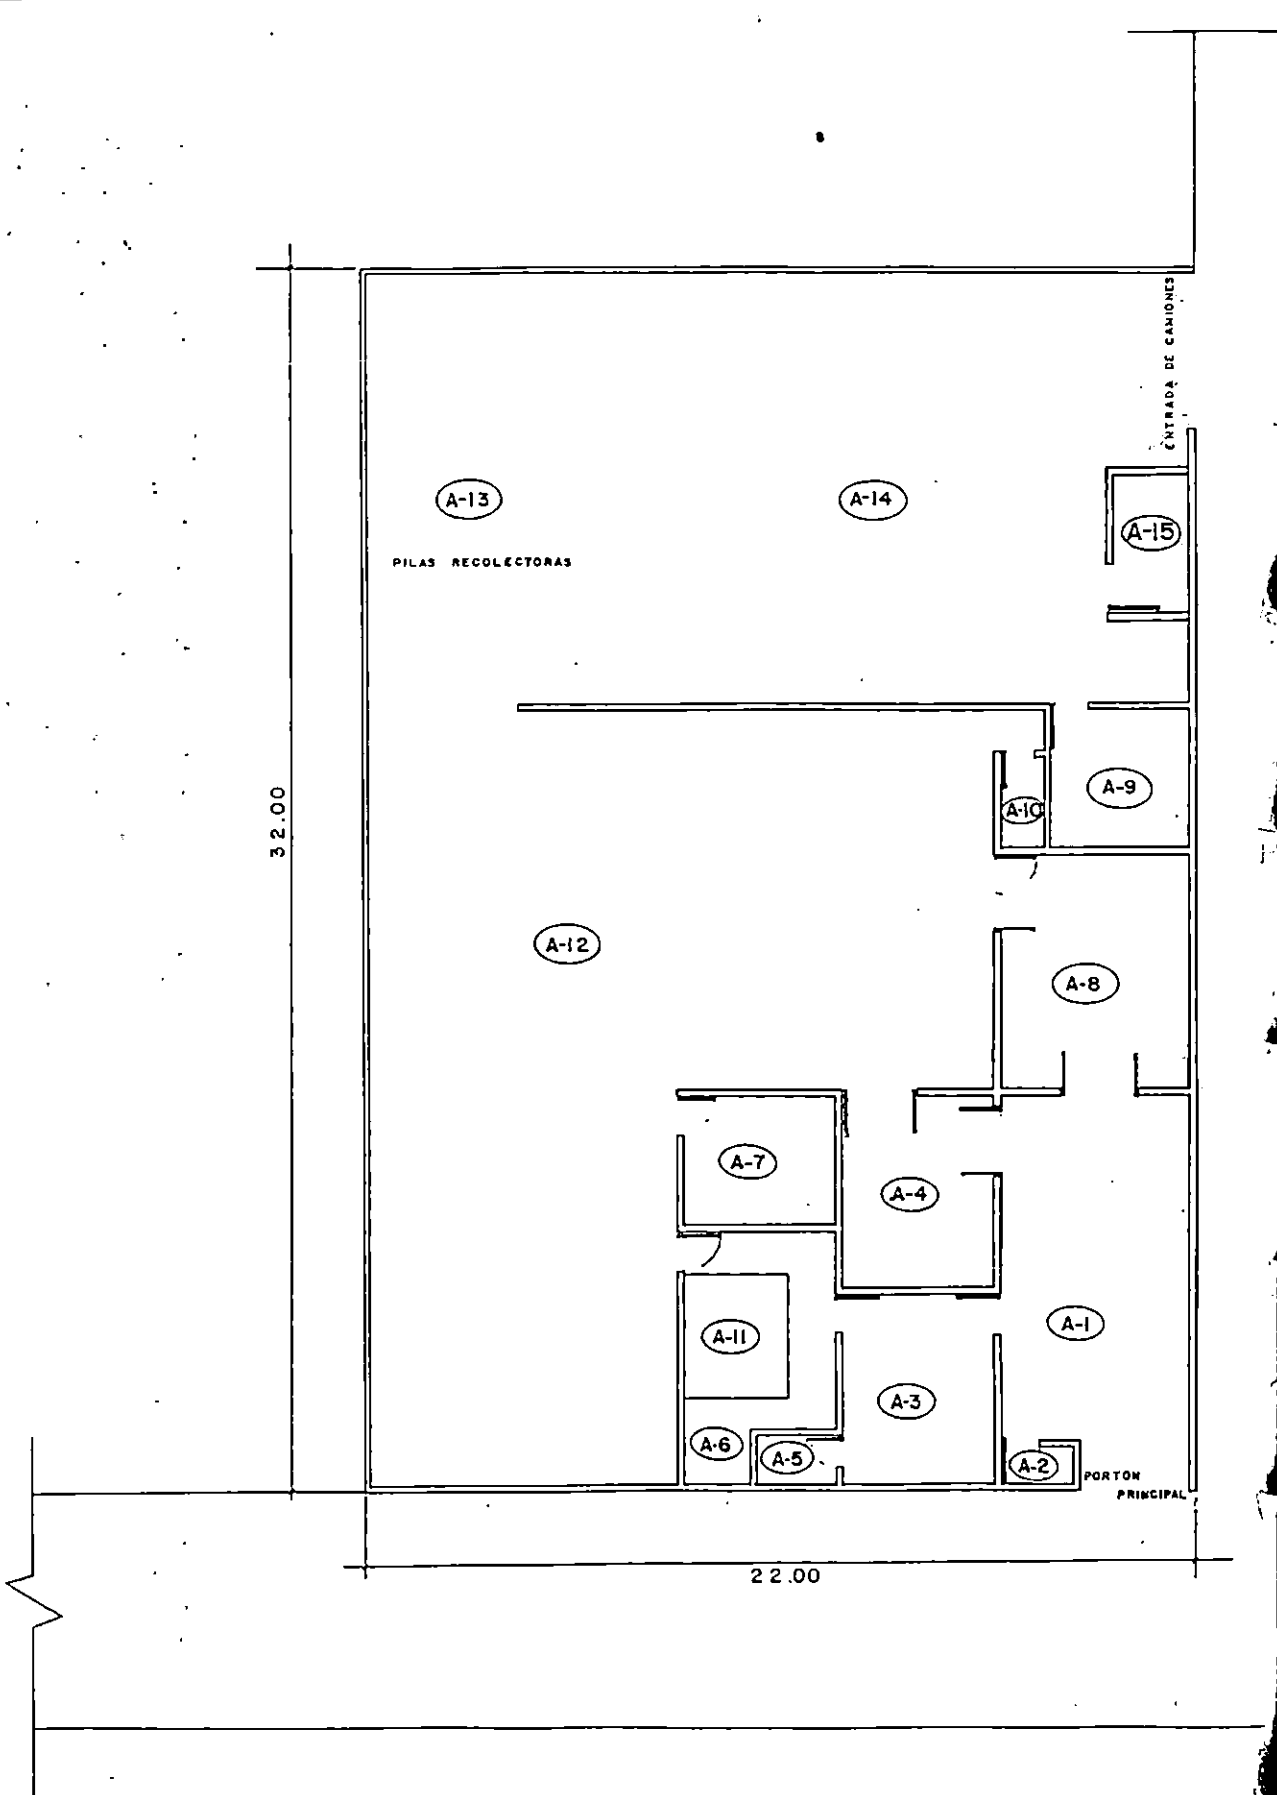 ENTRADA DE CAMIONES
A-13
A-14
A-15
PILAS RECOLECTORAS
A-9
A-10
32.00
A-12
A-8
A-7
A-4
A-1
A-11
A-3
A-6
A-5
A-2
PORTON
PRINCIPAL
22.00